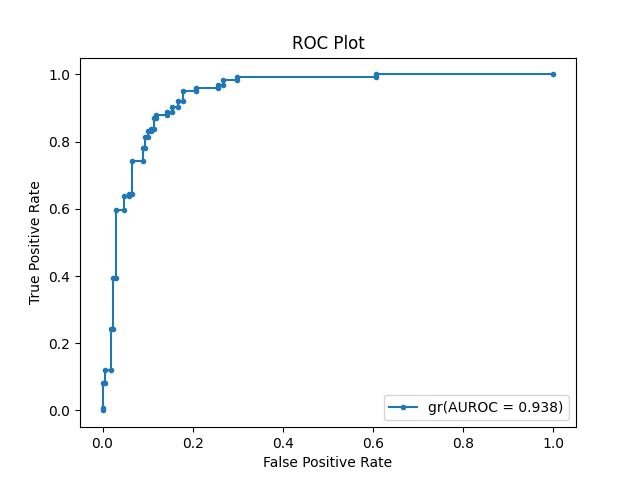 ROC Plot
1.0
0.8
0.6
0.4
0.2
0.0
True Positive Rate
gr(AUROC = 0.938)
0.0 0.2 0.4 0.6 0.8 1.0
False Positive Rate